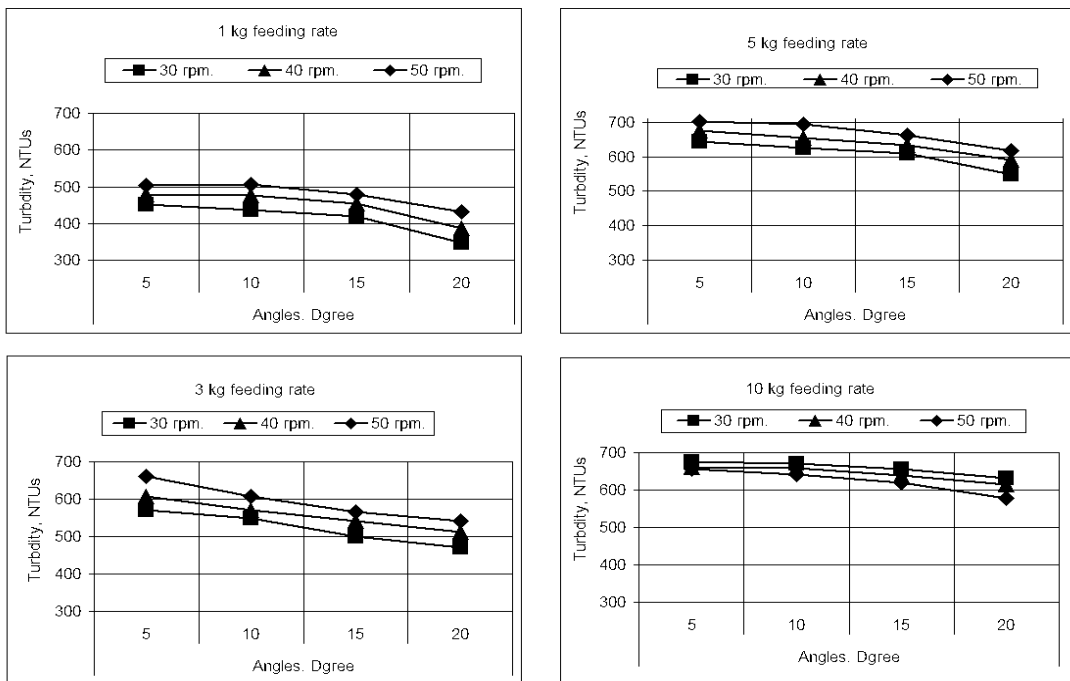 1 kg feeding rate
30 rpm. 40 rpm. 50 rpm.
700
600
500
400
300
Turbdity, NTUs
5 10 15 20
Angles. Dgree
5 kg feeding rate
30 rpm. 40 rpm. 50 rpm.
700
600
500
400
300
Turbdity, NTUs
5 10 15 20
Angles. Dgree
3 kg feeding rate
30 rpm. 40 rpm. 50 rpm.
700
600
500
400
300
Turbdity, NTUs
5 10 15 20
Angles. Dgree
10 kg feeding rate
30 rpm. 40 rpm. 50 rpm.
700
600
500
400
300
Turbdity, NTUs
5 10 15 20
Angles. Dgree